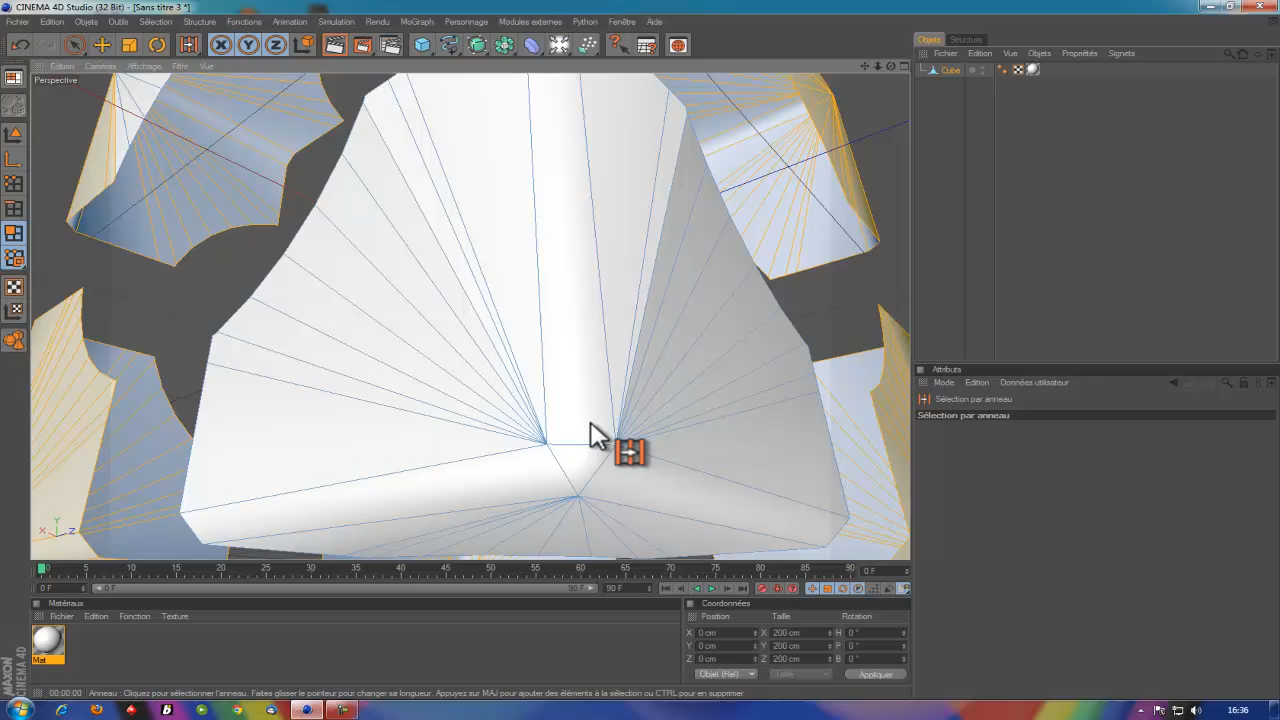 CINEMA 4D Studio (32 Bit) - [Sans titre 3 *]
Fichier Edition Objets Outils Sélection Structure Fonctions Animation Simulation Rendu MoGraph Personnage Modules externes Python Fenêtre Aide
X Y Z
Edition Caméras Affichage Filtre Vue
Perspective
Objets Structure
Fichier Edition Vue Objets Propriétés Signets
Cube
Attributs
Mode Edition Données utilisateur
Sélection par anneau
Sélection par anneau
Y
X Z
0 5 10 15 20 25 30 35 40 45 50 55 60 65 70 75 80 85 90 0 F
0 F 0 F 90 F 90 F
Matériaux
Fichier Edition Fonction Texture
Mat
Coordonnées
Position Taille Rotation
X 0 cm X 200 cm H 0 °
Y 0 cm Y 200 cm P 0 °
Z 0 cm Z 200 cm B 0 °
Objet (Rel) Taille Appliquer
MAXON
CINEMA 4D
00:00:00 Anneau : Cliquez pour sélectionner l'anneau. Faites glisser le pointeur pour changer sa longueur. Appuyez sur MAJ pour ajouter des éléments à la sélection ou CTRL pour en supprimer
16:36